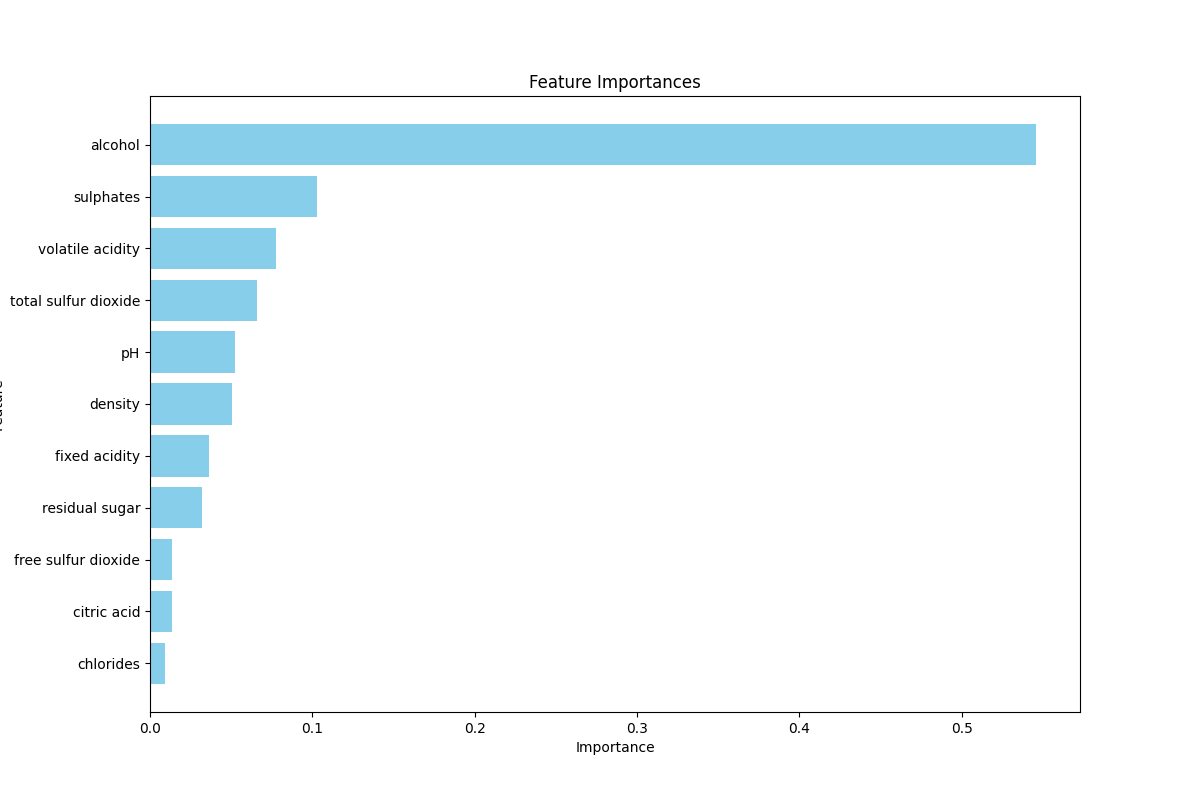 Feature Importances
alcohol
sulphates
volatile acidity
total sulfur dioxide
pH
density
fixed acidity
residual sugar
free sulfur dioxide
citric acid
chlorides
0.0 0.1 0.2 0.3 0.4 0.5
Importance